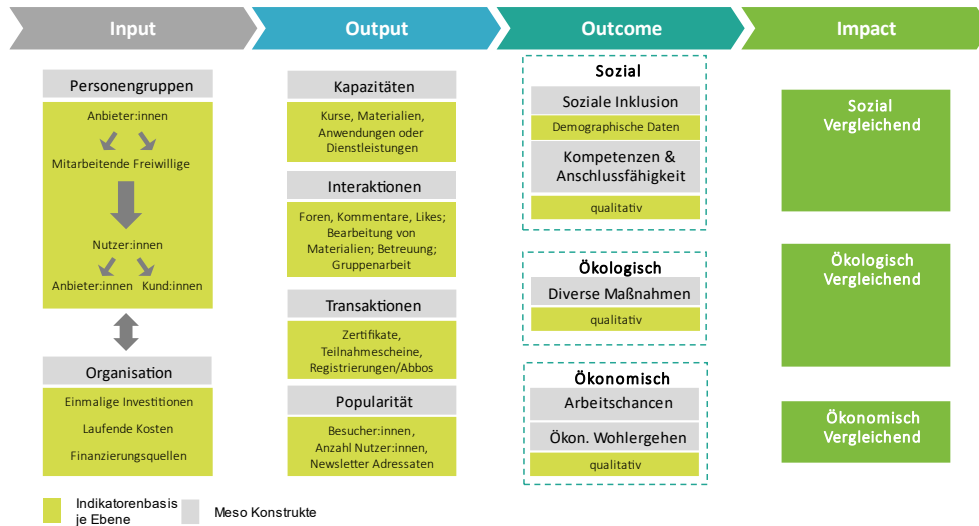 Input
Output
Outcome
Impact
Personengruppen
Anbieter:innen
Mitarbeitende Freiwillige
Nutzer:innen
Anbieter:innen Kund:innen
Organisation
Einmalige Investitionen
Laufende Kosten
Finanzierungsquellen
Kapazitäten
Kurse, Materialien,
Anwendungen oder
Dienstleistungen
Interaktionen
Foren, Kommentare, Likes;
Bearbeitung von
Materialien; Betreuung;
Gruppenarbeit
Transaktionen
Zertifikate,
Teilnahmescheine,
Registrierungen/Abbos
Popularität
Besucher:innen,
Anzahl Nutzer:innen,
Newsletter Adressaten
Sozial
Soziale Inklusion
Demographische Daten
Kompetenzen &
Anschlussfähigkeit
qualitativ
Ökologisch
Diverse Maßnahmen
qualitativ
Ökonomisch
Arbeitschancen
Ökon. Wohlergehen
qualitativ
Sozial
Vergleichend
Ökologisch
Vergleichend
Ökonomisch
Vergleichend
Indikatorenbasis
je Ebene
Meso Konstrukte